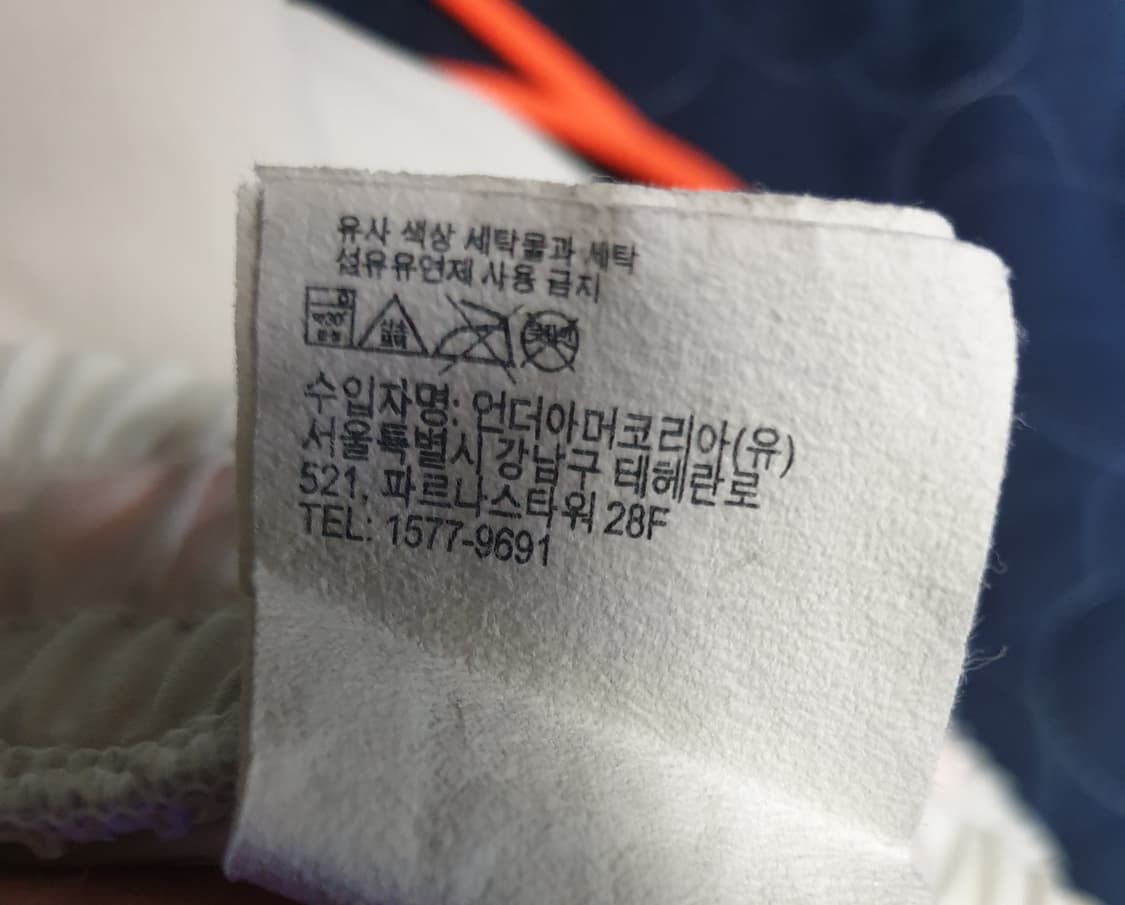 유사 색상 세탁물과 세탁
섬유유연제 사용 금지
수입자명: 언더아머코리아(유)
서울특별시 강남구 테헤란로
521, 파르나스타워 28F
TEL: 1577-9691